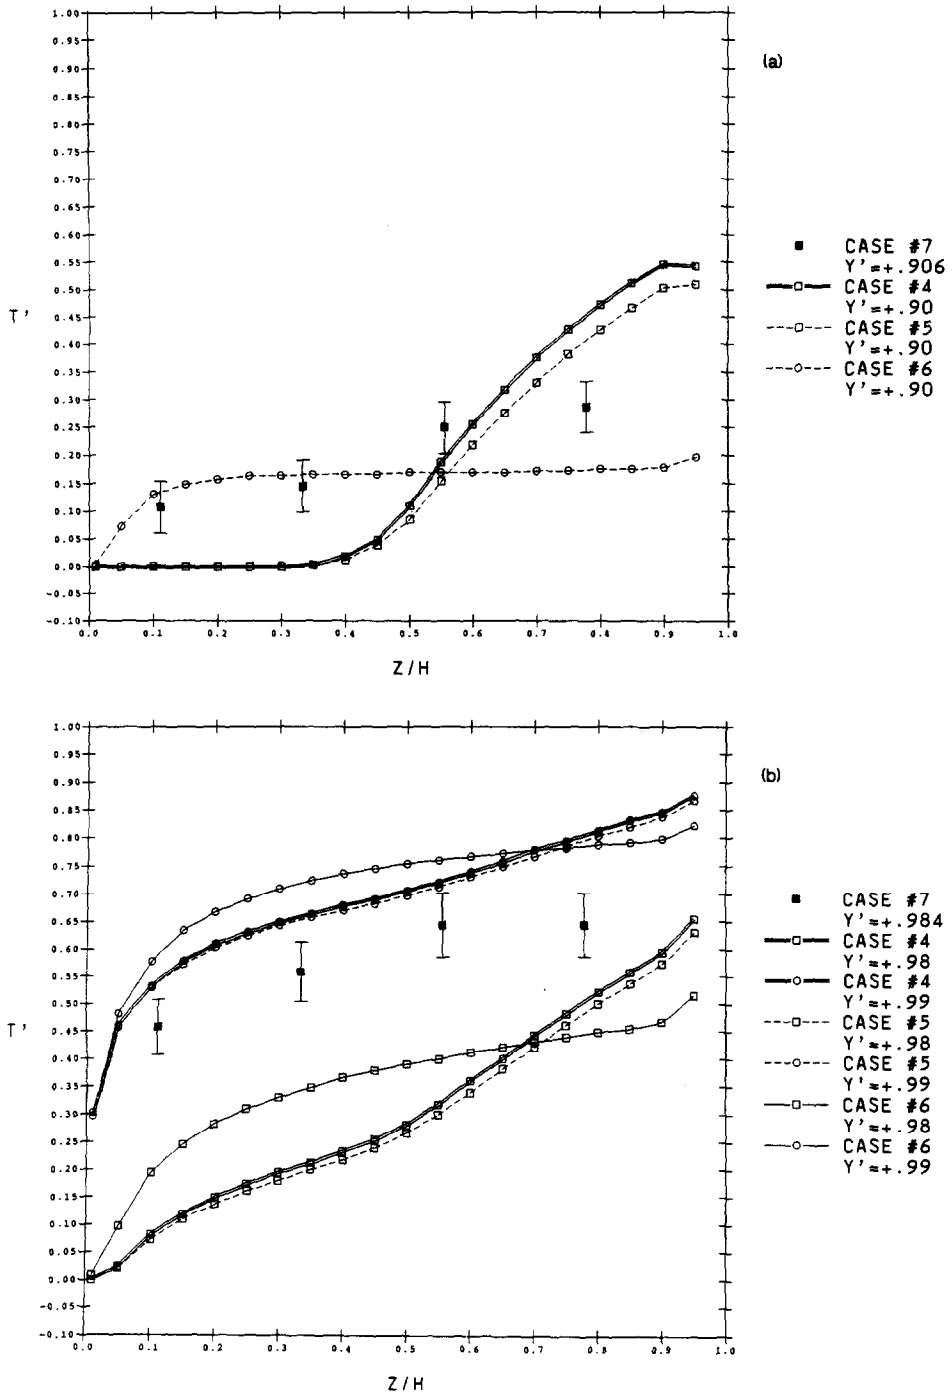 1.00
0.95
0.90
0.85
0.80
0.75
0.70
0.65
0.60
0.55
0.50
0.45
0.40
0.35
0.30
0.25
0.20
0.15
0.10
0.05
0.00
-0.05
-0.10
T'
0.0 0.1 0.2 0.3 0.4 0.5 0.6 0.7 0.8 0.9 1.0
Z/H
(a)
CASE #7
Y'=+.906
CASE #4
Y'=+.90
CASE #5
Y'=+.90
CASE #6
Y'=+.90
1.00
0.95
0.90
0.85
0.80
0.75
0.70
0.65
0.60
0.55
0.50
0.45
0.40
0.35
0.30
0.25
0.20
0.15
0.10
0.05
0.00
-0.05
-0.10
T'
0.0 0.1 0.2 0.3 0.4 0.5 0.6 0.7 0.8 0.9 1.0
Z/H
(b)
CASE #7
Y'=+.984
CASE #4
Y'=+.98
CASE #4
Y'=+.99
CASE #5
Y'=+.98
CASE #5
Y'=+.99
CASE #6
Y'=+.98
CASE #6
Y'=+.99